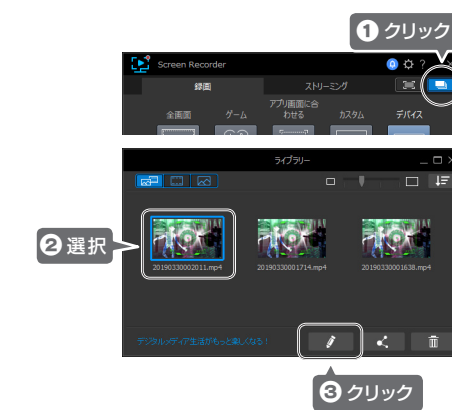 1 クリック
Screen Recorder
?
録画 ストリーミング
全画面 ゲーム アプリ画面に合わせる カスタム デバイス
ライブラリー
2 選択
20190330002011.mp4 20190330001714.mp4 20190330001638.mp4
デジタルメディア生活がもっと楽しくなる！
3 クリック